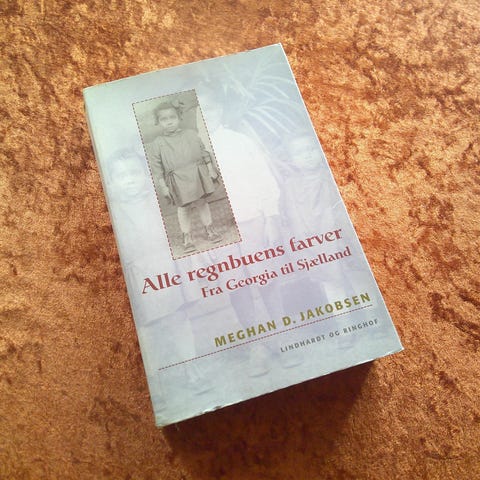 Alle regnbuens farver
Fra Georgia til Sjælland
MEGHAN D. JAKOBSEN
LINDHARDT OG RINGHOF